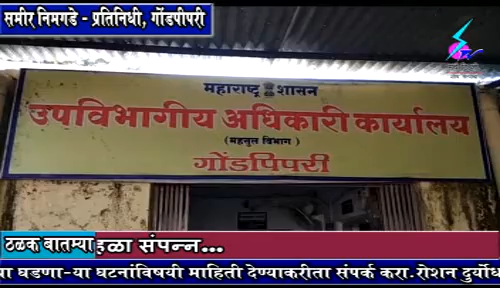 समीर निमगडे - प्रतिनिधी, गोंडपीपरी
महाराष्ट्र शासन
उपविभागीय अधिकारी कार्यालय
(महसुल विभाग)
गोंडपिपरी
ठळक बातम्या
हळा संपन्न...
या घडणा-या घटनांविषयी माहिती देण्याकरीता संपर्क करा.रोशन दुर्योध